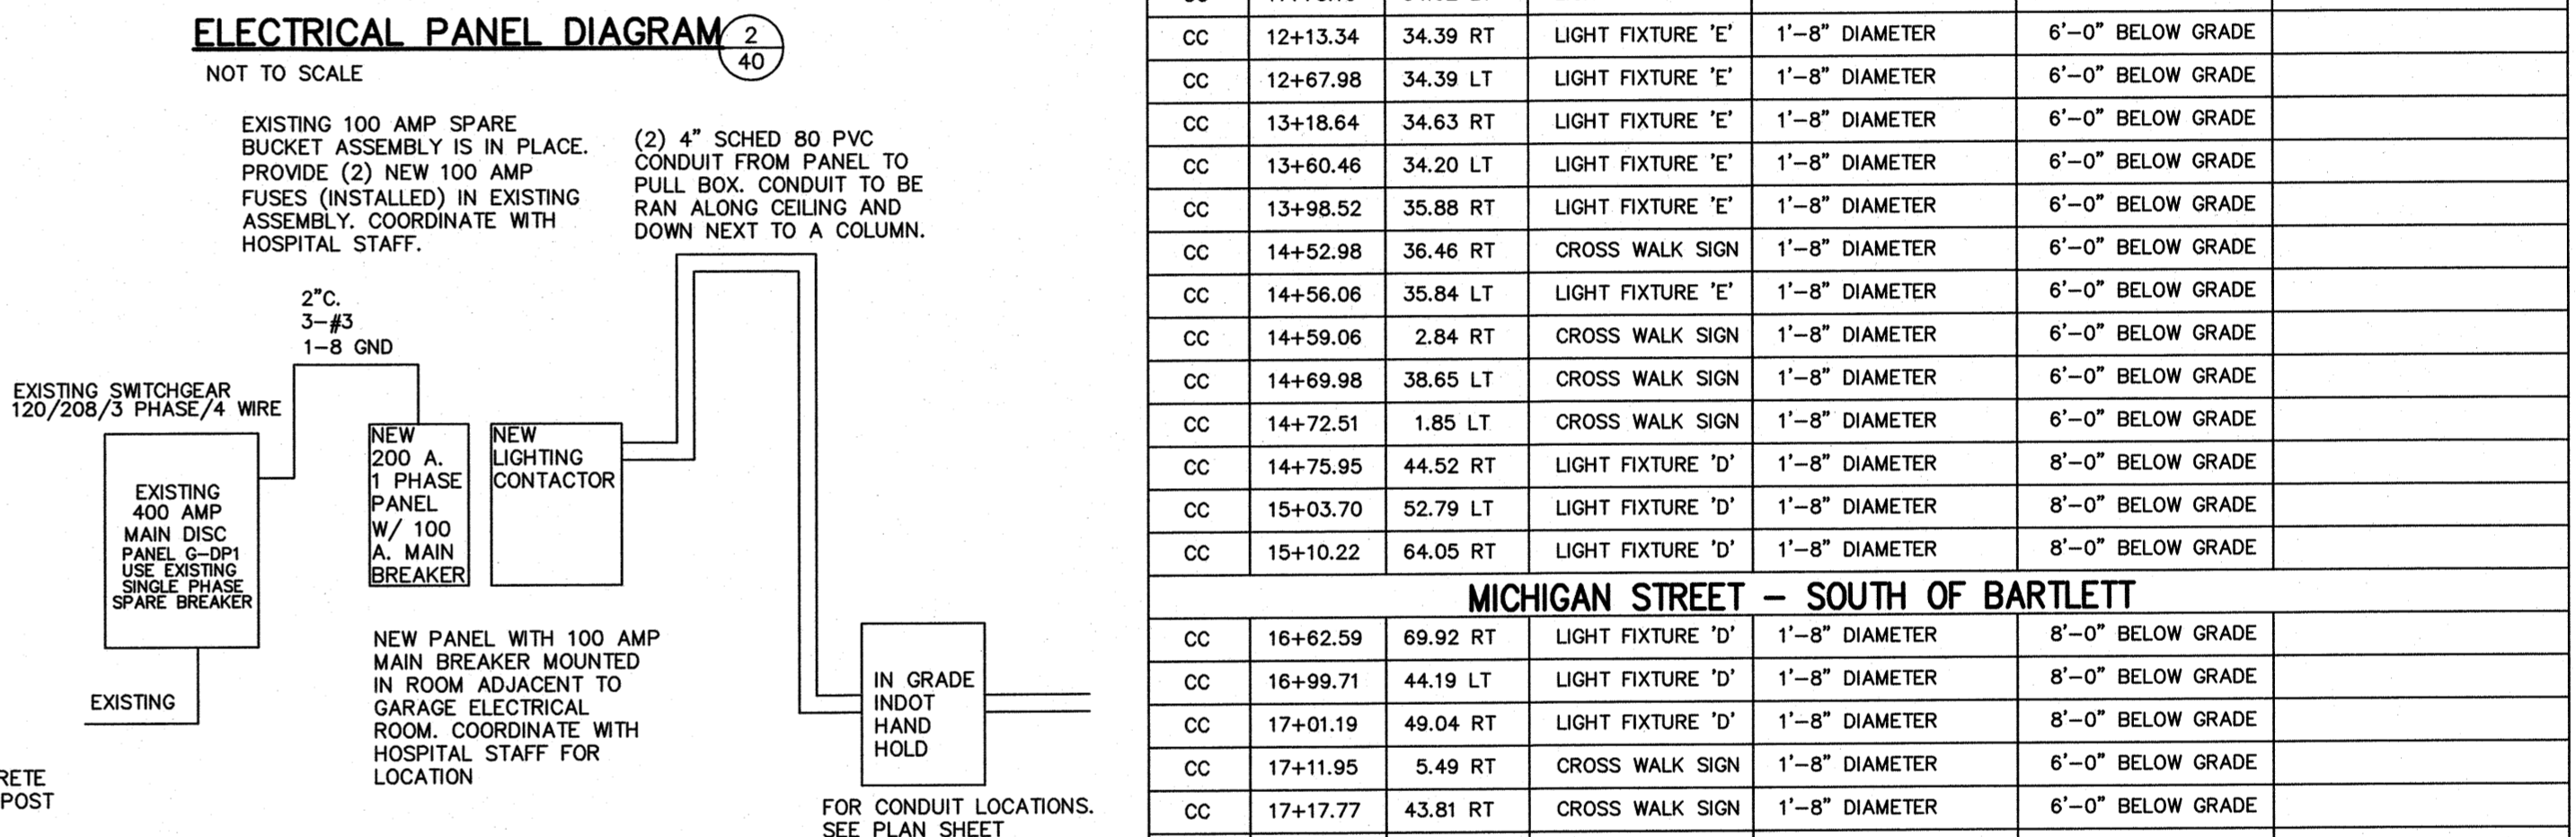 ELECTRICAL PANEL DIAGRAM
2
40
NOT TO SCALE
EXISTING 100 AMP SPARE
BUCKET ASSEMBLY IS IN PLACE.
PROVIDE (2) NEW 100 AMP
FUSES (INSTALLED) IN EXISTING
ASSEMBLY. COORDINATE WITH
HOSPITAL STAFF.
(2) 4" SCHED 80 PVC
CONDUIT FROM PANEL TO
PULL BOX. CONDUIT TO BE
RAN ALONG CEILING AND
DOWN NEXT TO A COLUMN.
2"C.
3-#3
1-8 GND
EXISTING SWITCHGEAR
120/208/3 PHASE/4 WIRE
EXISTING
400 AMP
MAIN DISC
PANEL G-DP1
USE EXISTING
SINGLE PHASE
SPARE BREAKER
NEW
200 A.
1 PHASE
PANEL
W/ 100
A. MAIN
BREAKER
NEW
LIGHTING
CONTACTOR
EXISTING
NEW PANEL WITH 100 AMP
MAIN BREAKER MOUNTED
IN ROOM ADJACENT TO
GARAGE ELECTRICAL
ROOM. COORDINATE WITH
HOSPITAL STAFF FOR
LOCATION
IN GRADE
INDOT
HAND
HOLD
FOR CONDUIT LOCATIONS.
SEE PLAN SHEET
RETE
POST
CC 12+13.34 34.39 RT LIGHT FIXTURE 'E' 1'-8" DIAMETER 6'-0" BELOW GRADE
CC 12+67.98 34.39 LT LIGHT FIXTURE 'E' 1'-8" DIAMETER 6'-0" BELOW GRADE
CC 13+18.64 34.63 RT LIGHT FIXTURE 'E' 1'-8" DIAMETER 6'-0" BELOW GRADE
CC 13+60.46 34.20 LT LIGHT FIXTURE 'E' 1'-8" DIAMETER 6'-0" BELOW GRADE
CC 13+98.52 35.88 RT LIGHT FIXTURE 'E' 1'-8" DIAMETER 6'-0" BELOW GRADE
CC 14+52.98 36.46 RT CROSS WALK SIGN 1'-8" DIAMETER 6'-0" BELOW GRADE
CC 14+56.06 35.84 LT LIGHT FIXTURE 'E' 1'-8" DIAMETER 6'-0" BELOW GRADE
CC 14+59.06 2.84 RT CROSS WALK SIGN 1'-8" DIAMETER 6'-0" BELOW GRADE
CC 14+69.98 38.65 LT CROSS WALK SIGN 1'-8" DIAMETER 6'-0" BELOW GRADE
CC 14+72.51 1.85 LT CROSS WALK SIGN 1'-8" DIAMETER 6'-0" BELOW GRADE
CC 14+75.95 44.52 RT LIGHT FIXTURE 'D' 1'-8" DIAMETER 8'-0" BELOW GRADE
CC 15+03.70 52.79 LT LIGHT FIXTURE 'D' 1'-8" DIAMETER 8'-0" BELOW GRADE
CC 15+10.22 64.05 RT LIGHT FIXTURE 'D' 1'-8" DIAMETER 8'-0" BELOW GRADE
MICHIGAN STREET - SOUTH OF BARTLETT
CC 16+62.59 69.92 RT LIGHT FIXTURE 'D' 1'-8" DIAMETER 8'-0" BELOW GRADE
CC 16+99.71 44.19 LT LIGHT FIXTURE 'D' 1'-8" DIAMETER 8'-0" BELOW GRADE
CC 17+01.19 49.04 RT LIGHT FIXTURE 'D' 1'-8" DIAMETER 8'-0" BELOW GRADE
CC 17+11.95 5.49 RT CROSS WALK SIGN 1'-8" DIAMETER 6'-0" BELOW GRADE
CC 17+17.77 43.81 RT CROSS WALK SIGN 1'-8" DIAMETER 6'-0" BELOW GRADE